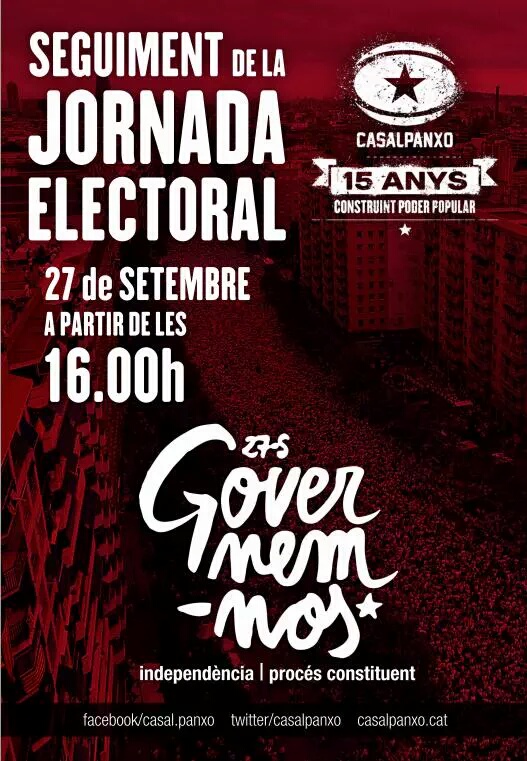 SEGUIMENT DE LA
JORNADA
ELECTORAL
27 de SETEMBRE
A PARTIR DE LES
16.00h
CASALPANXO
15 ANYS
CONSTRUINT PODER POPULAR
27-S
Gover
nem
-nos
independència | procés constituent
facebook/casal.panxo twitter/casalpanxo casalpanxo.cat